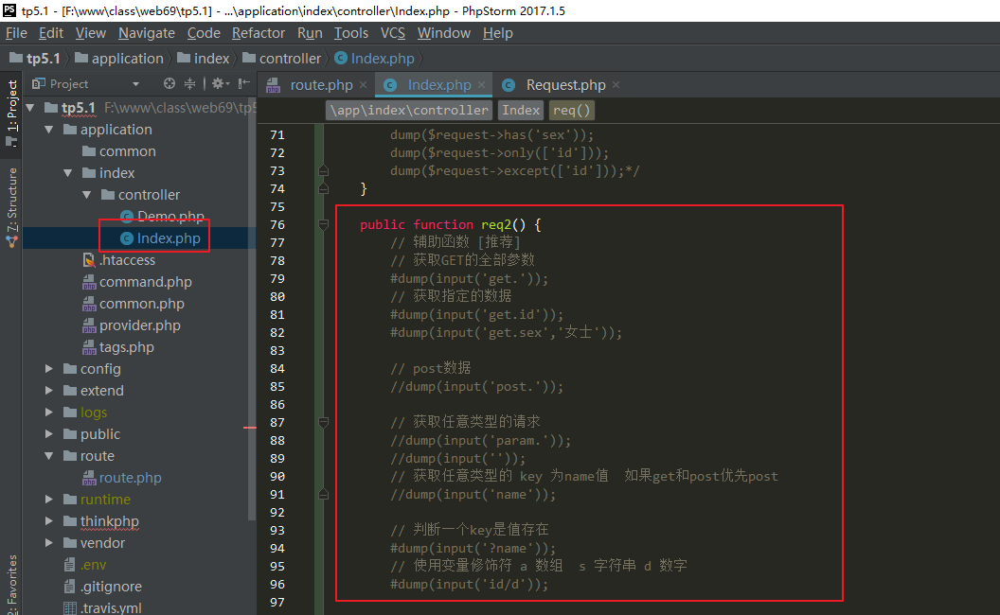 tp5.1 - [F:\www\class\web69\tp5.1] - ...\application\index\controller\Index.php - PhpStorm 2017.1.5
File Edit View Navigate Code Refactor Run Tools VCS Window Help
tp5.1 application index controller Index.php
1: Project
7: Structure
2: Favorites
Project
tp5.1 F:\www\class\web69\tp5
application
common
index
controller
Demo.php
Index.php
.htaccess
command.php
common.php
provider.php
tags.php
config
extend
logs
public
route
route.php
runtime
thinkphp
vendor
.env
.gitignore
.travis.yml
route.php Index.php Request.php
\app\index\controller Index req()
71 dump($request->has('sex'));
72 dump($request->only(['id']));
73 dump($request->except(['id']));*/
74 }
75
76 public function req2() {
77 // 辅助函数 [推荐]
78 // 获取GET的全部参数
79 #dump(input('get.'));
80 // 获取指定的数据
81 #dump(input('get.id'));
82 #dump(input('get.sex','女士'));
83
84 // post数据
85 //dump(input('post.'));
86
87 // 获取任意类型的请求
88 //dump(input('param.'));
89 //dump(input(''));
90 // 获取任意类型的 key 为name值 如果get和post优先post
91 //dump(input('name'));
92
93 // 判断一个key是值存在
94 #dump(input('?name'));
95 // 使用变量修饰符 a 数组 s 字符串 d 数字
96 #dump(input('id/d'));
97